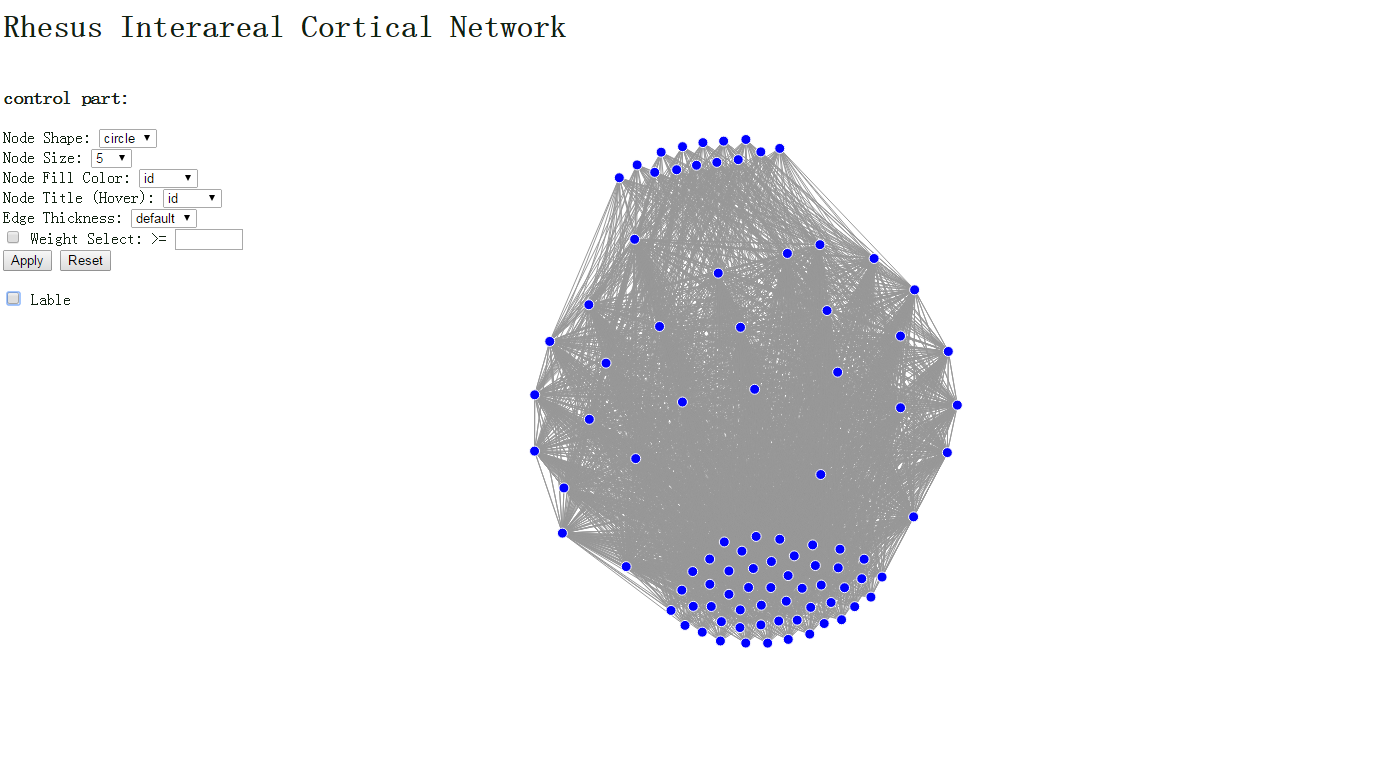 Rhesus Interareal Cortical Network
control part:
Node Shape: circle
Node Size: 5
Node Fill Color: id
Node Title (Hover): id
Edge Thickness: default
Weight Select: >=
Apply Reset
Lable